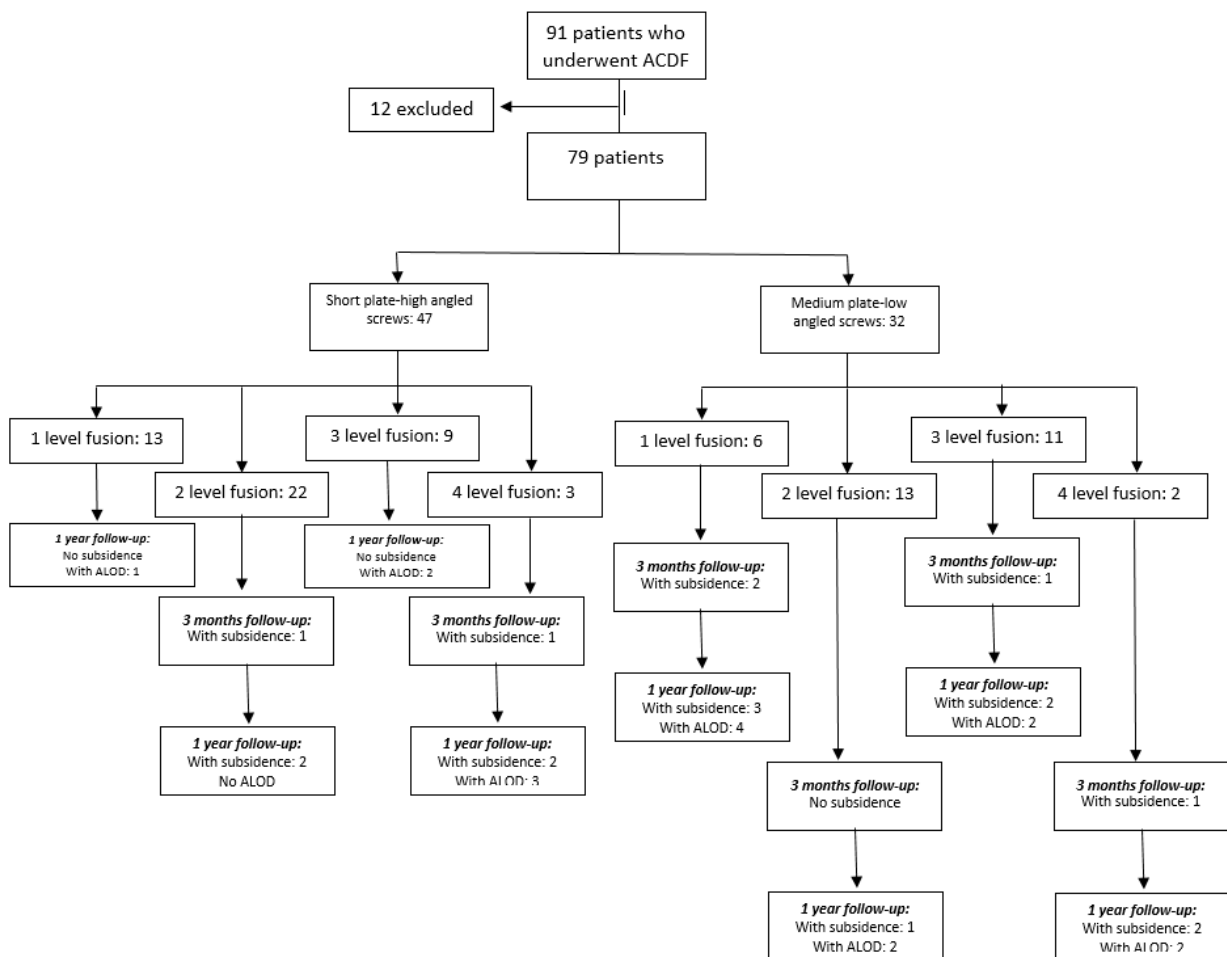 91 patients who
underwent ACDF
12 excluded
79 patients
Short plate-high angled
screws: 47
Medium plate-low
angled screws: 32
1 level fusion: 13
2 level fusion: 22
3 level fusion: 9
4 level fusion: 3
1 level fusion: 6
2 level fusion: 13
3 level fusion: 11
4 level fusion: 2
1 year follow-up:
No subsidence
With ALOD: 1
3 months follow-up:
With subsidence: 1
1 year follow-up:
With subsidence: 2
No ALOD
1 year follow-up:
No subsidence
With ALOD: 2
3 months follow-up:
With subsidence: 1
1 year follow-up:
With subsidence: 2
With ALOD: 3
3 months follow-up:
With subsidence: 2
1 year follow-up:
With subsidence: 3
With ALOD: 4
3 months follow-up:
No subsidence
1 year follow-up:
With subsidence: 1
With ALOD: 2
3 months follow-up:
With subsidence: 1
1 year follow-up:
With subsidence: 2
With ALOD: 2
3 months follow-up:
With subsidence: 1
1 year follow-up:
With subsidence: 2
With ALOD: 2